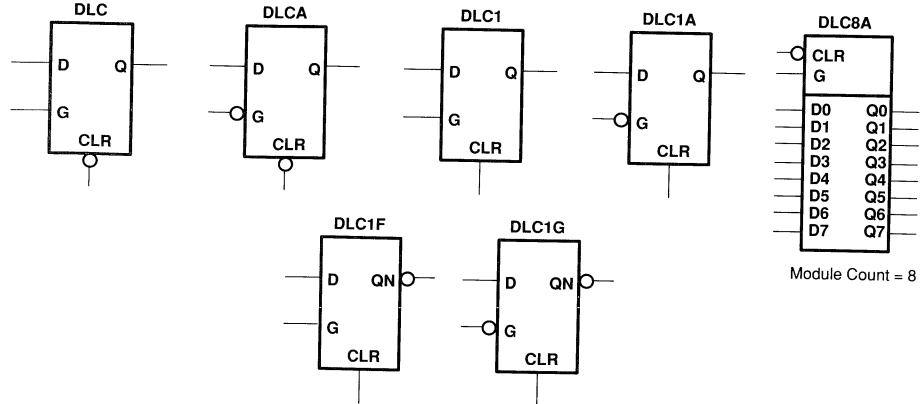 DLC
D Q
G
CLR
DLCA
D Q
G
CLR
DLC1
D Q
G
CLR
DLC1A
D Q
G
CLR
DLC8A
CLR
G
D0 Q0
D1 Q1
D2 Q2
D3 Q3
D4 Q4
D5 Q5
D6 Q6
D7 Q7
Module Count = 8
DLC1F
D QN
G
CLR
DLC1G
D QN
G
CLR